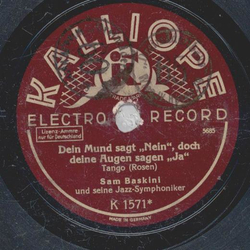 KALLIOPE
ELECTRO RECORD
Lizenz-Ammre
nur für Deutschland
5685
Dein Mund sagt „Nein“, doch
deine Augen sagen „Ja“
Tango (Rosen)
Sam Baskini
und seine Jazz-Symphoniker
K 1571*
MADE IN GERMANY